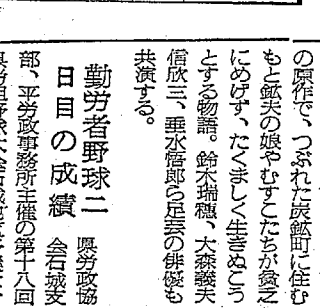 の原作で、つぶれた炭鉱町に住む
もと鉱夫の娘やむすこたちが貧乏
にめげず、たくましく生きぬこう
とする物語。鈴木瑞穂、大森義夫
信欣三、垂水悟郎ら民芸の俳優も
共演する。
勤労者野球二
日目の成績
県労政協
会石城支
部、平労政事務所主催の第十八回